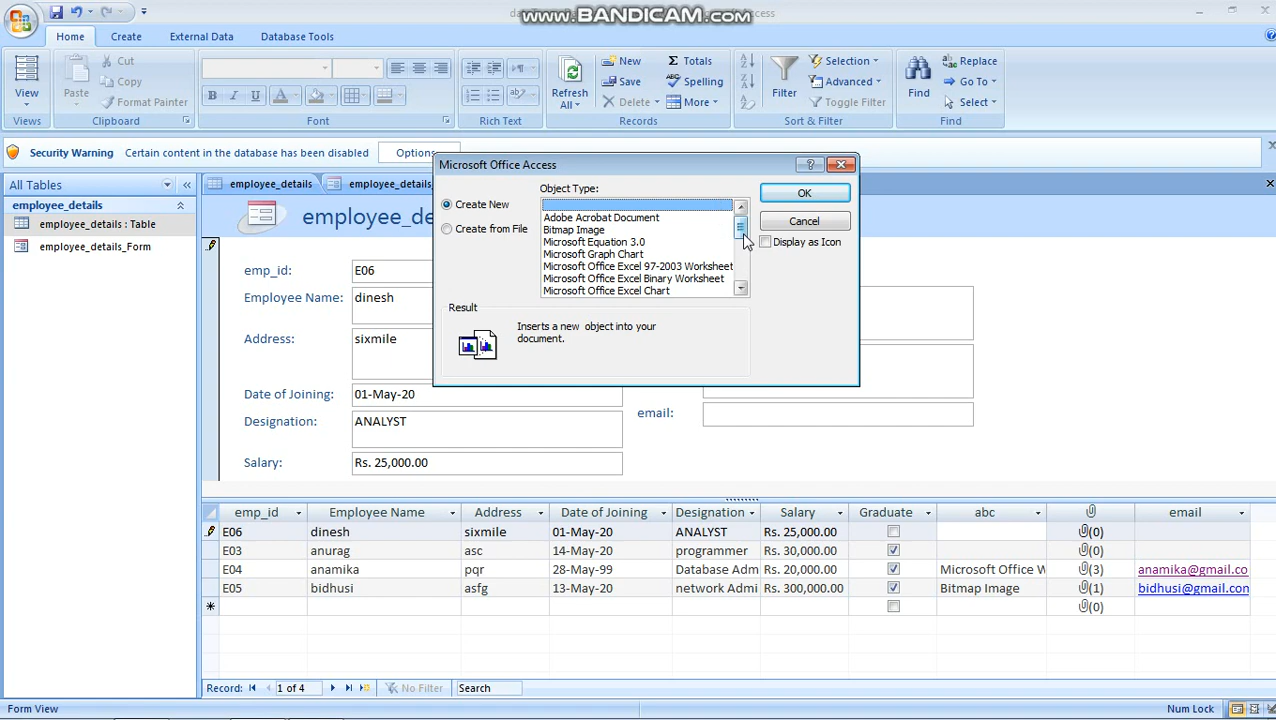 www.BANDICAM.com
Home Create External Data Database Tools
View
Views
Paste
Cut
Copy
Format Painter
Clipboard
B I U A
Font
Rich Text
Refresh All
New
Save
Delete
Totals
Spelling
More
Records
Filter
Selection
Advanced
Toggle Filter
Sort & Filter
Find
Replace
Go To
Select
Find
Security Warning Certain content in the database has been disabled Options
All Tables
employee_details
employee_details : Table
employee_details_Form
employee_details employee_details
employee_details
emp_id: E06
Employee Name: dinesh
Address: sixmile
Date of Joining: 01-May-20
Designation: ANALYST
Salary: Rs. 25,000.00
email:
Microsoft Office Access
Create New
Create from File
Object Type:
Adobe Acrobat Document
Bitmap Image
Microsoft Equation 3.0
Microsoft Graph Chart
Microsoft Office Excel 97-2003 Worksheet
Microsoft Office Excel Binary Worksheet
Microsoft Office Excel Chart
OK
Cancel
Display as Icon
Result
Inserts a new object into your
document.
emp_id Employee Name Address Date of Joining Designation Salary Graduate abc email
E06 dinesh sixmile 01-May-20 ANALYST Rs. 25,000.00 (0)
E03 anurag asc 14-May-20 programmer Rs. 30,000.00 (0)
E04 anamika pqr 28-May-99 Database Adm Rs. 20,000.00 Microsoft Office W (3) anamika@gmail.co
E05 bidhusi asfg 13-May-20 network Admi Rs. 300,000.00 Bitmap Image (1) bidhusi@gmail.con
(0)
Record: 1 of 4 No Filter Search
Form View Num Lock